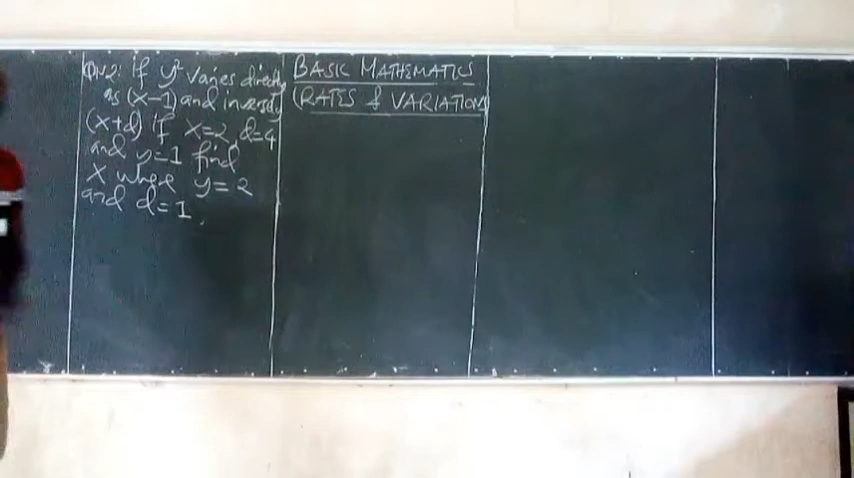 QN2: If y² varies directly
as (x-1) and inversely
(x+d) if x=2, d=4
and y=1 find
x where y=2
and d=1.
BASIC MATHEMATICS
(RATES & VARIATION)